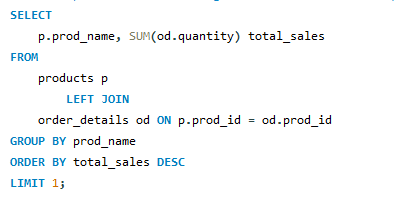 SELECT
    p.prod_name, SUM(od.quantity) total_sales
FROM
    products p
        LEFT JOIN
    order_details od ON p.prod_id = od.prod_id
GROUP BY prod_name
ORDER BY total_sales DESC
LIMIT 1;